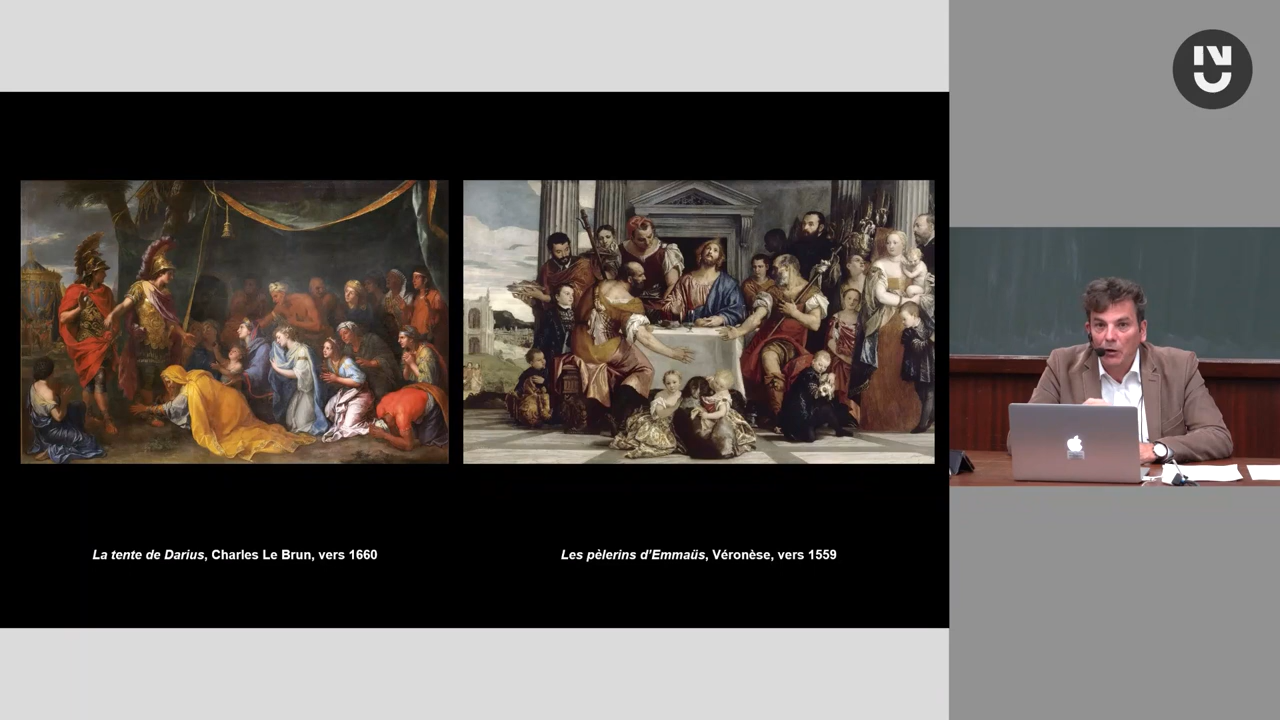 La tente de Darius, Charles Le Brun, vers 1660
Les pèlerins d'Emmaüs, Véronèse, vers 1559